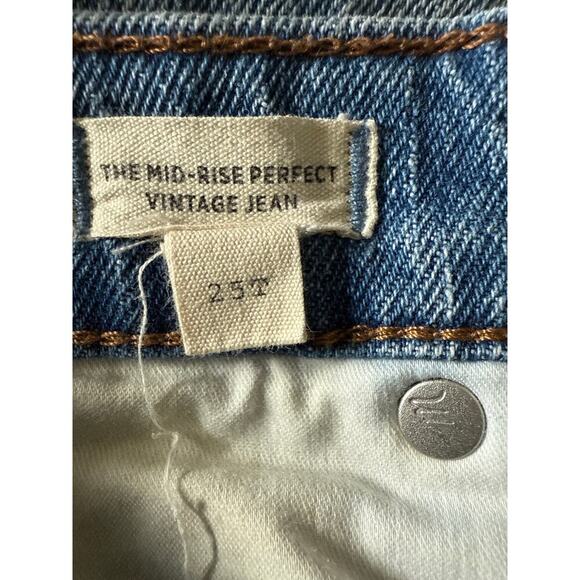 THE MID-RISE PERFECT
VINTAGE JEAN
25T
M